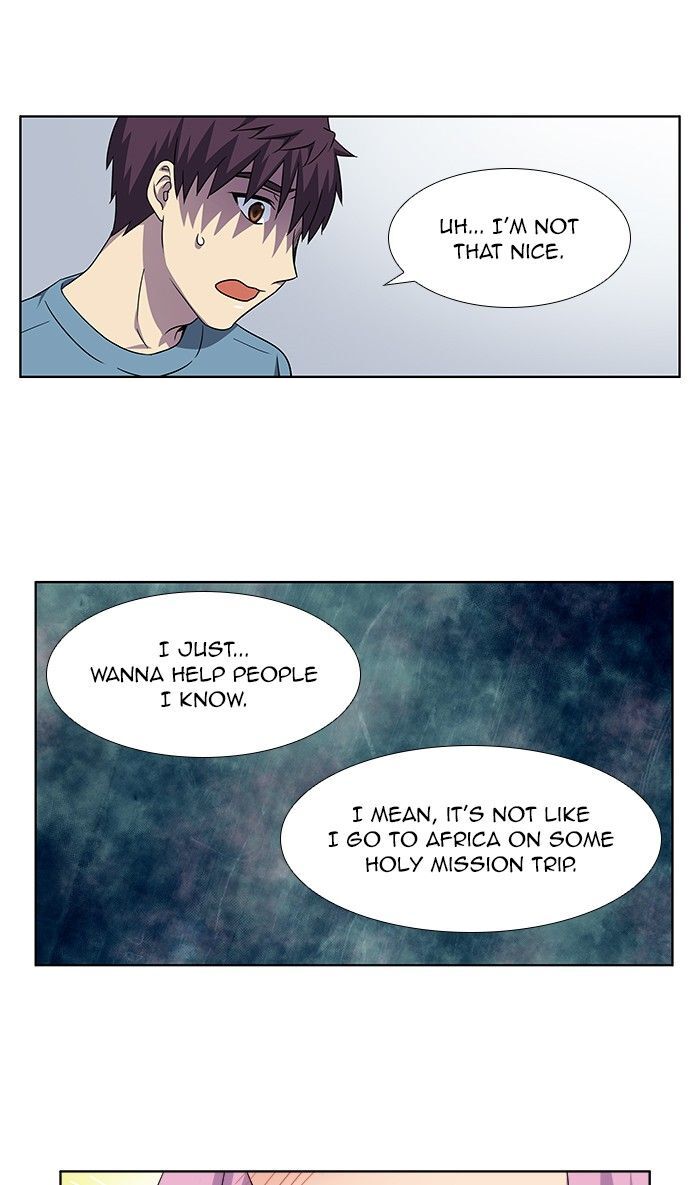 UH... I'M NOT
THAT NICE.
I JUST...
WANNA HELP PEOPLE
I KNOW.
I MEAN, IT'S NOT LIKE
I GO TO AFRICA ON SOME
HOLY MISSION TRIP.